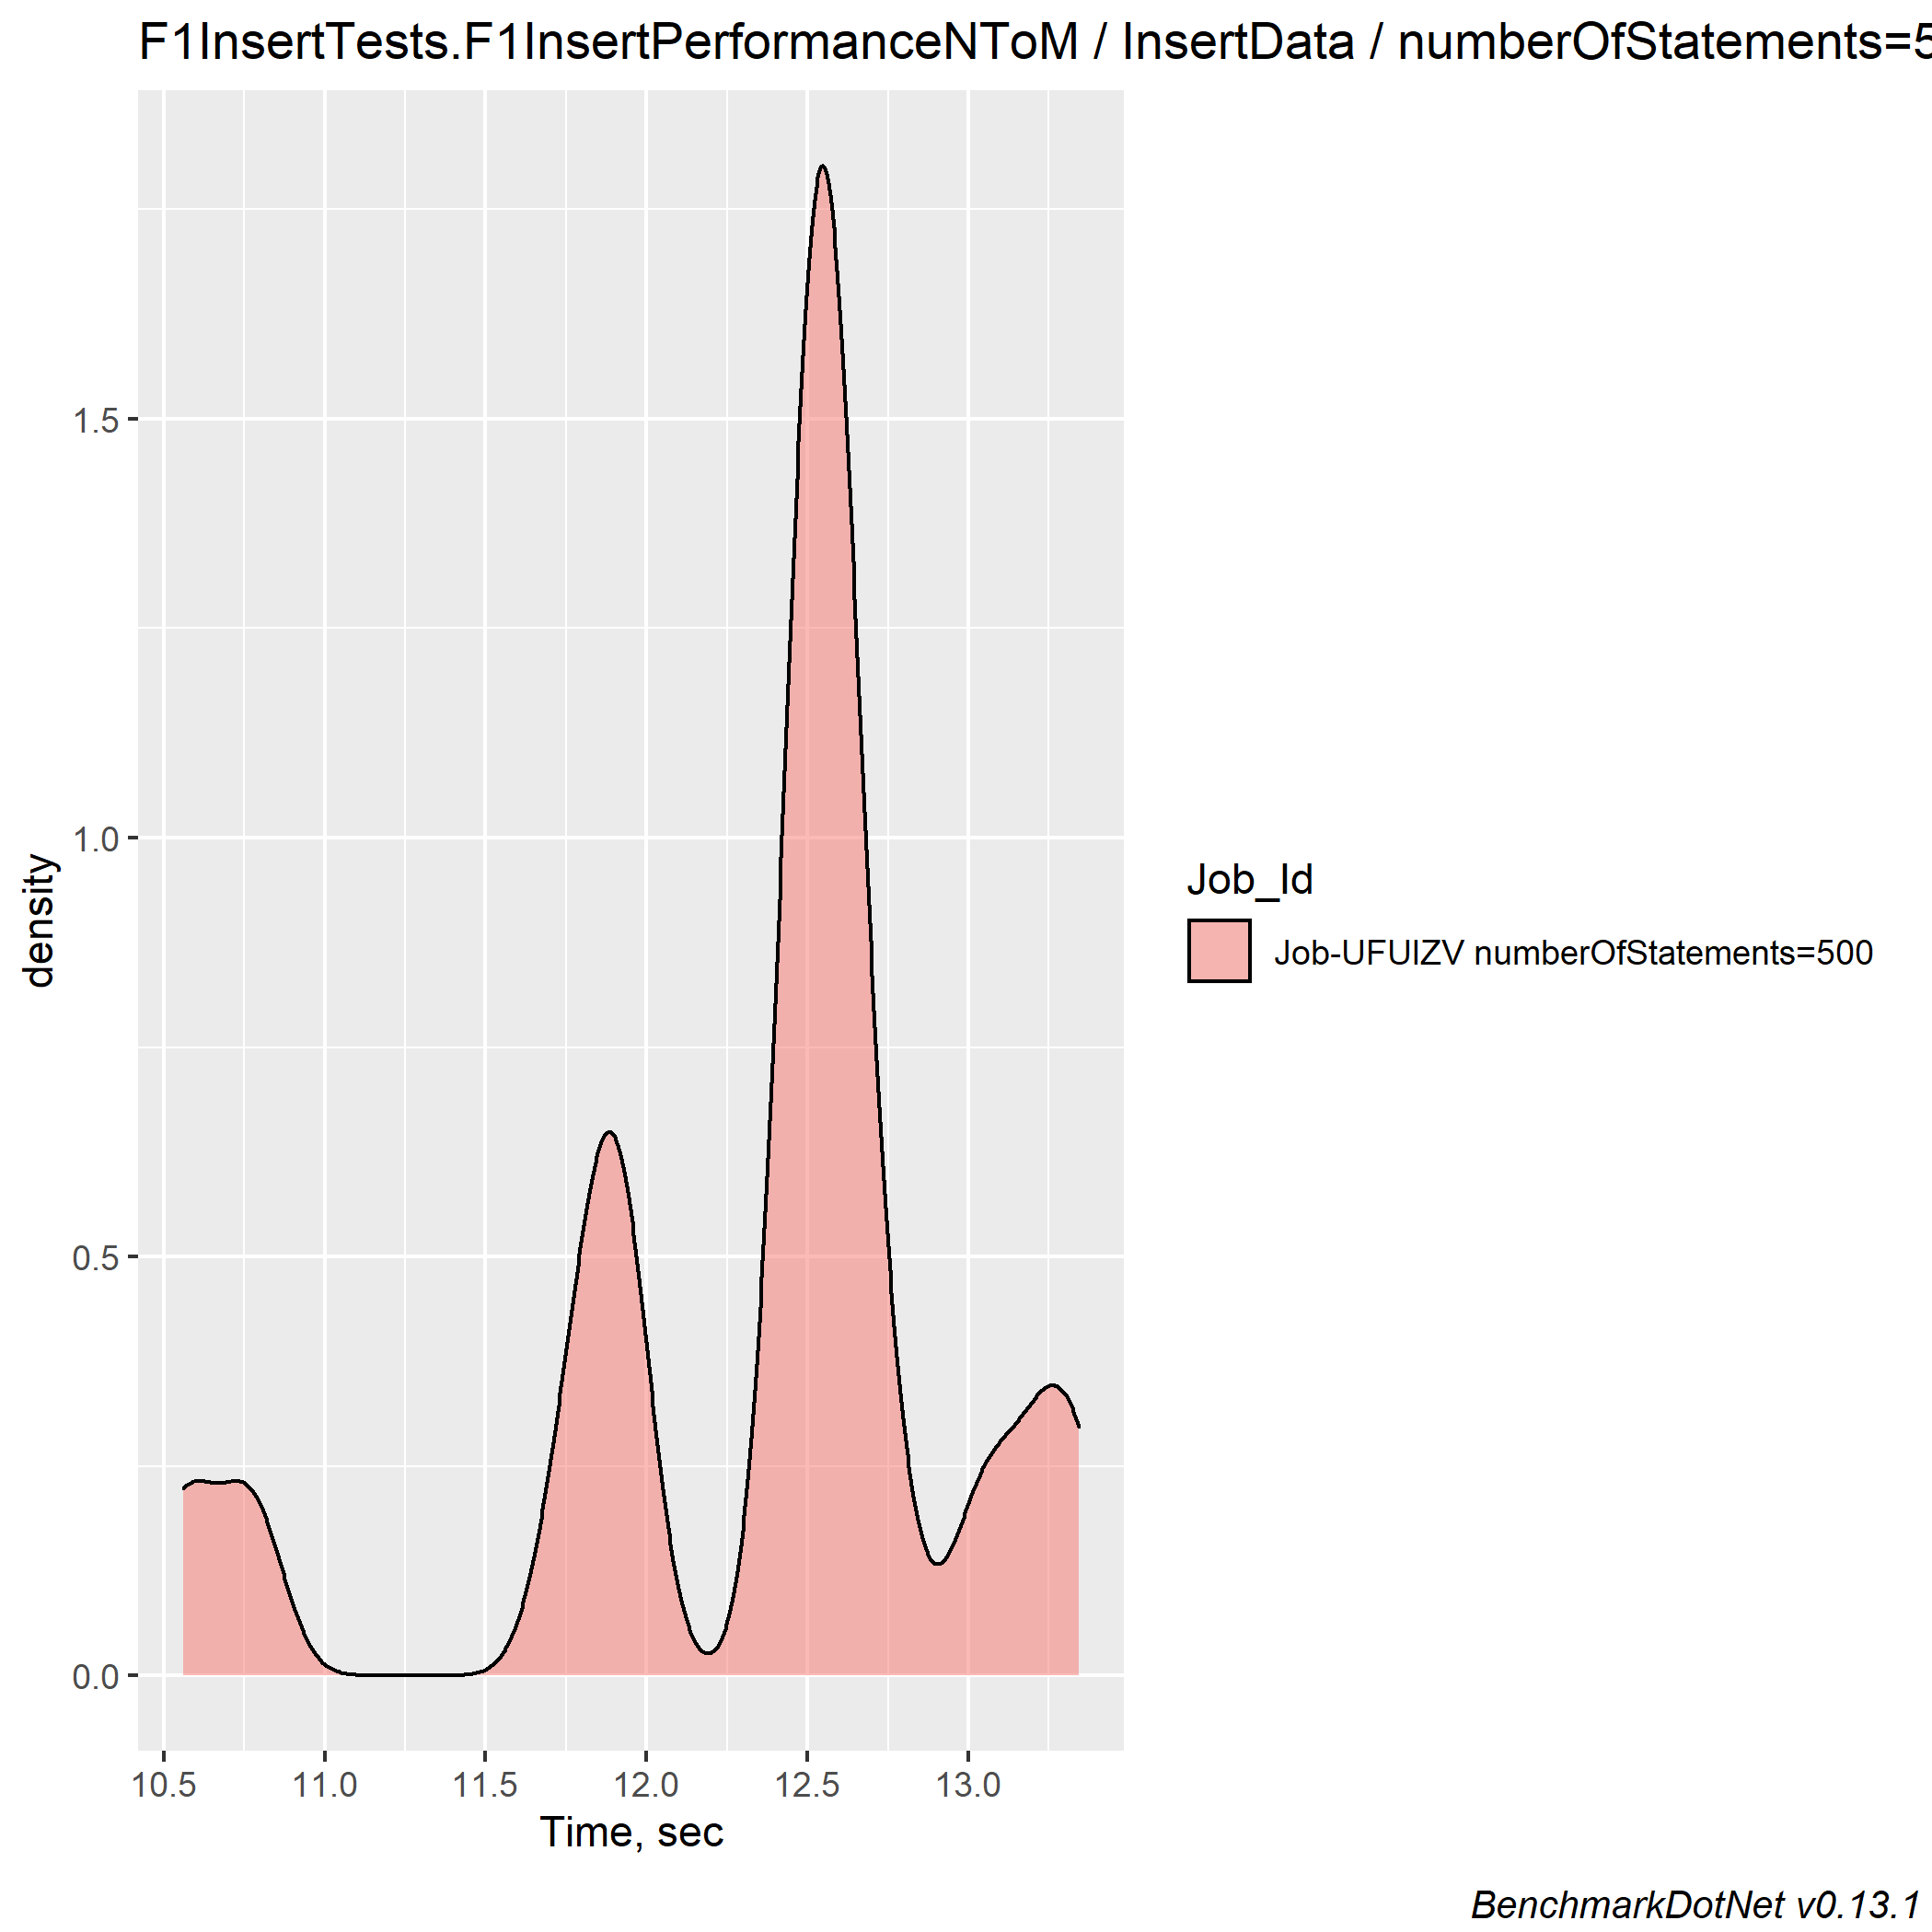 F1InsertTests.F1InsertPerformanceNToM / InsertData / numberOfStatements=5
1.5
1.0
0.5
0.0
density
10.5 11.0 11.5 12.0 12.5 13.0
Time, sec
Job_Id
Job-UFUIZV numberOfStatements=500
BenchmarkDotNet v0.13.1